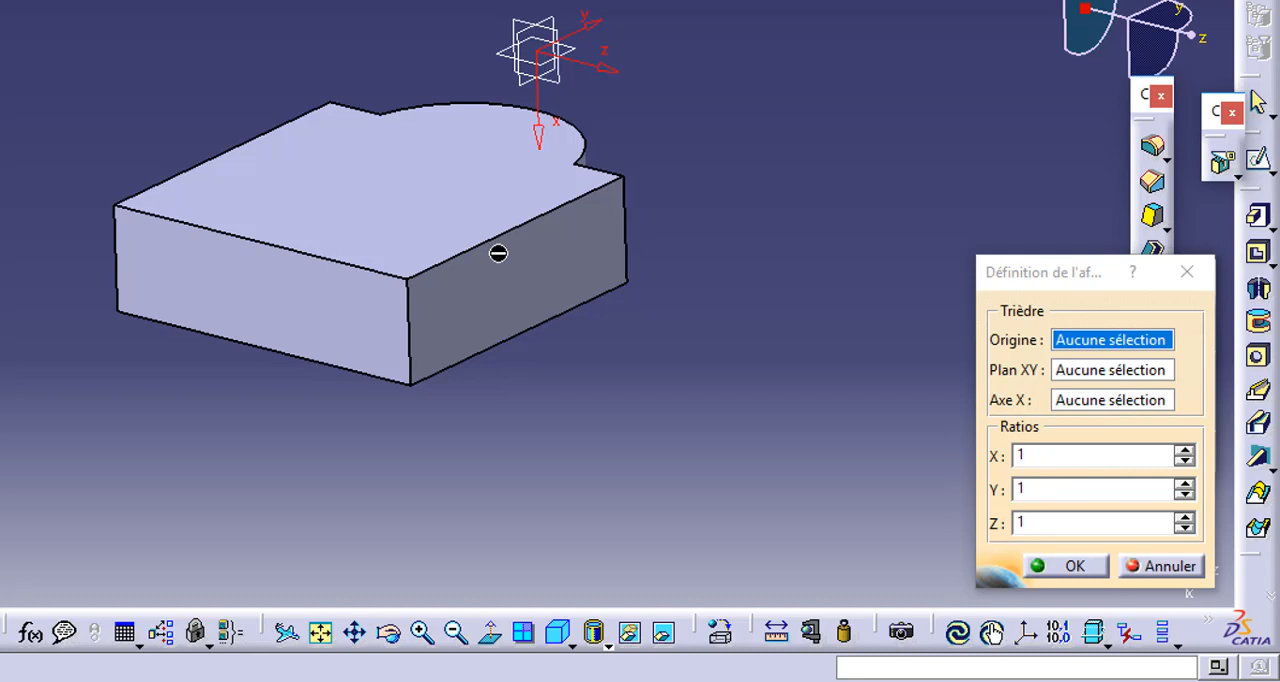 y
z
x
y
z
C x
C x
Définition de l'af... ? ×
Trièdre
Origine : Aucune sélection
Plan XY : Aucune sélection
Axe X : Aucune sélection
Ratios
X : 1
Y : 1
Z : 1
OK Annuler
f(x) 10.1
10.0
DS
CATIA